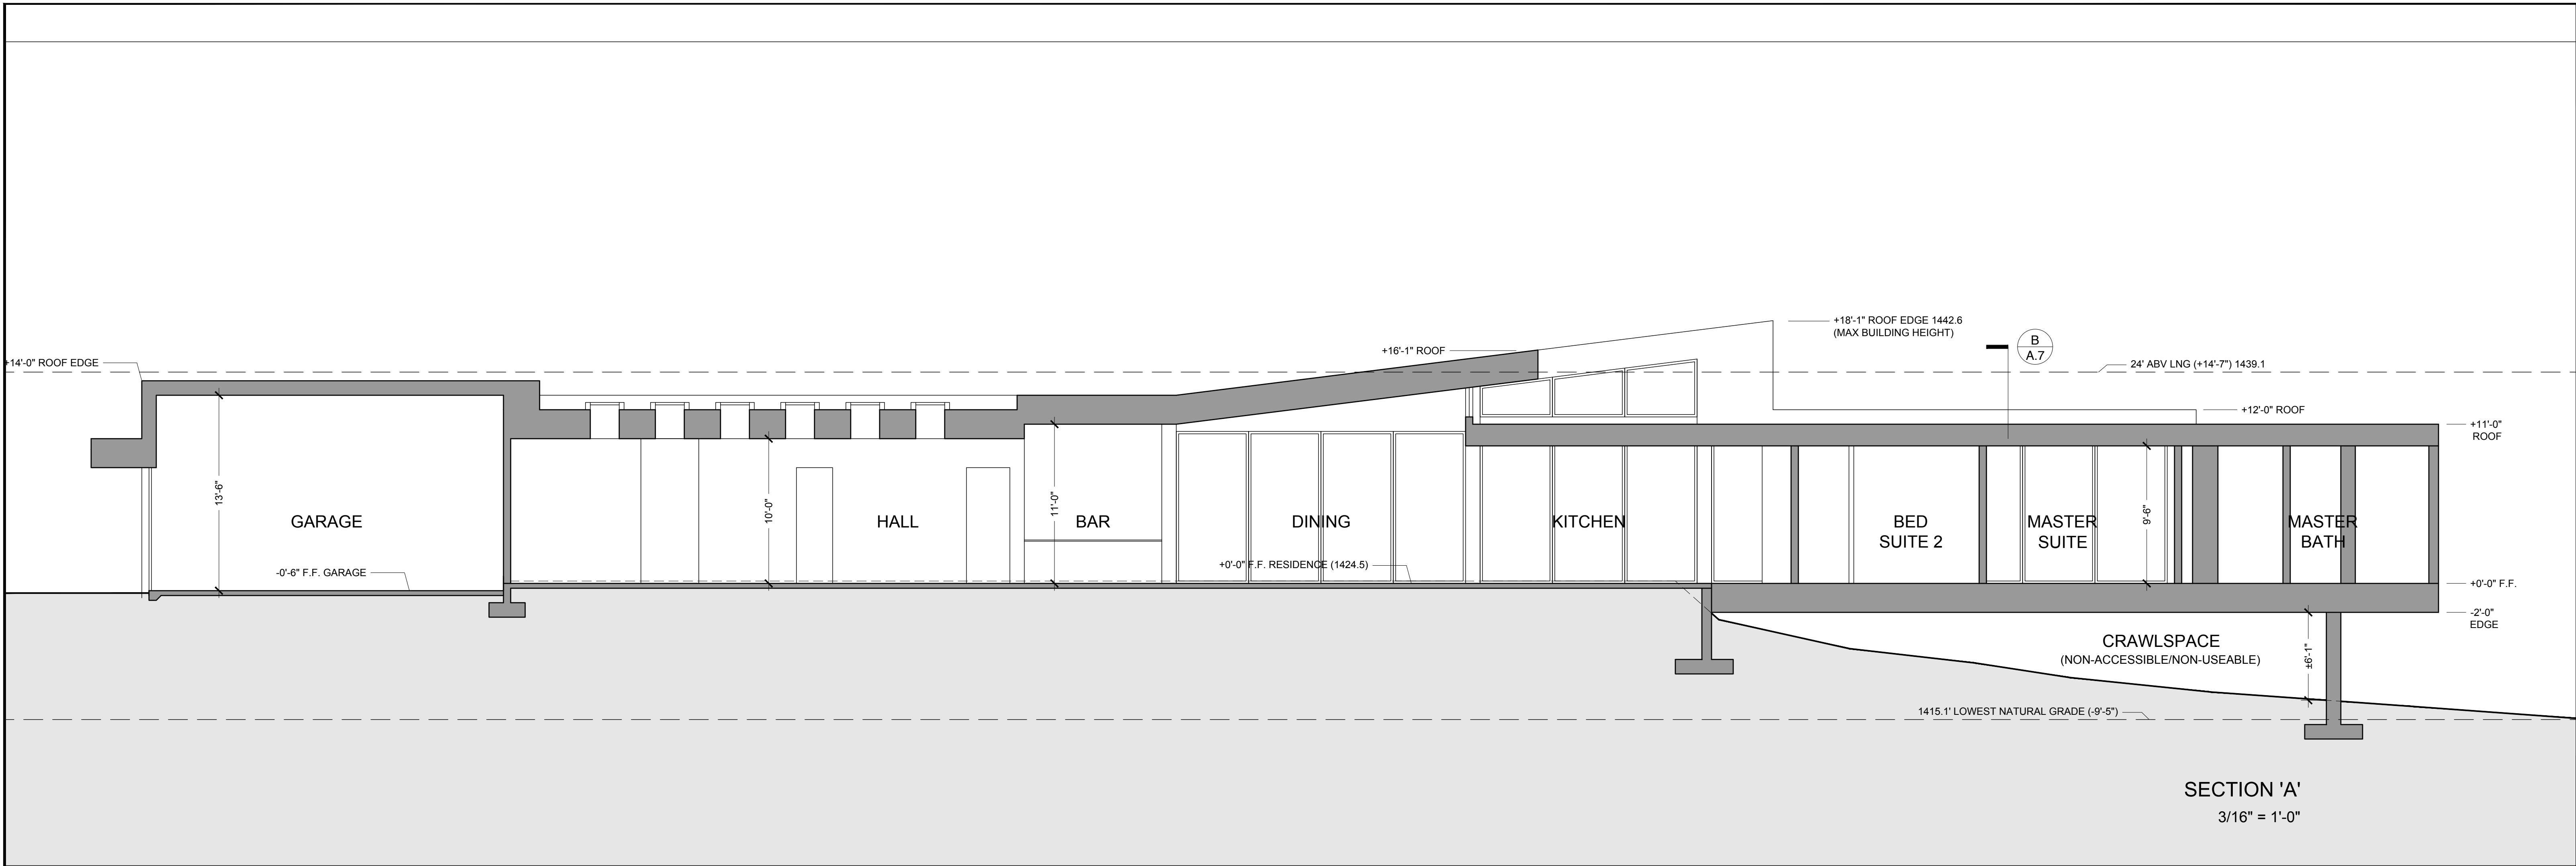 +18'-1" ROOF EDGE 1442.6
(MAX BUILDING HEIGHT)
B
A.7
+16'-1" ROOF
+14'-0" ROOF EDGE
24' ABV LNG (+14'-7") 1439.1
+12'-0" ROOF
+11'-0"
ROOF
13'-6"
10'-0"
11'-0"
9'-6"
GARAGE
HALL
BAR
DINING
KITCHEN
BED
SUITE 2
MASTER
SUITE
MASTER
BATH
-0'-6" F.F. GARAGE
+0'-0" F.F. RESIDENCE (1424.5)
+0'-0" F.F.
-2'-0"
EDGE
CRAWLSPACE
(NON-ACCESSIBLE/NON-USEABLE)
±6'-1"
1415.1' LOWEST NATURAL GRADE (-9'-5")
SECTION 'A'
3/16" = 1'-0"